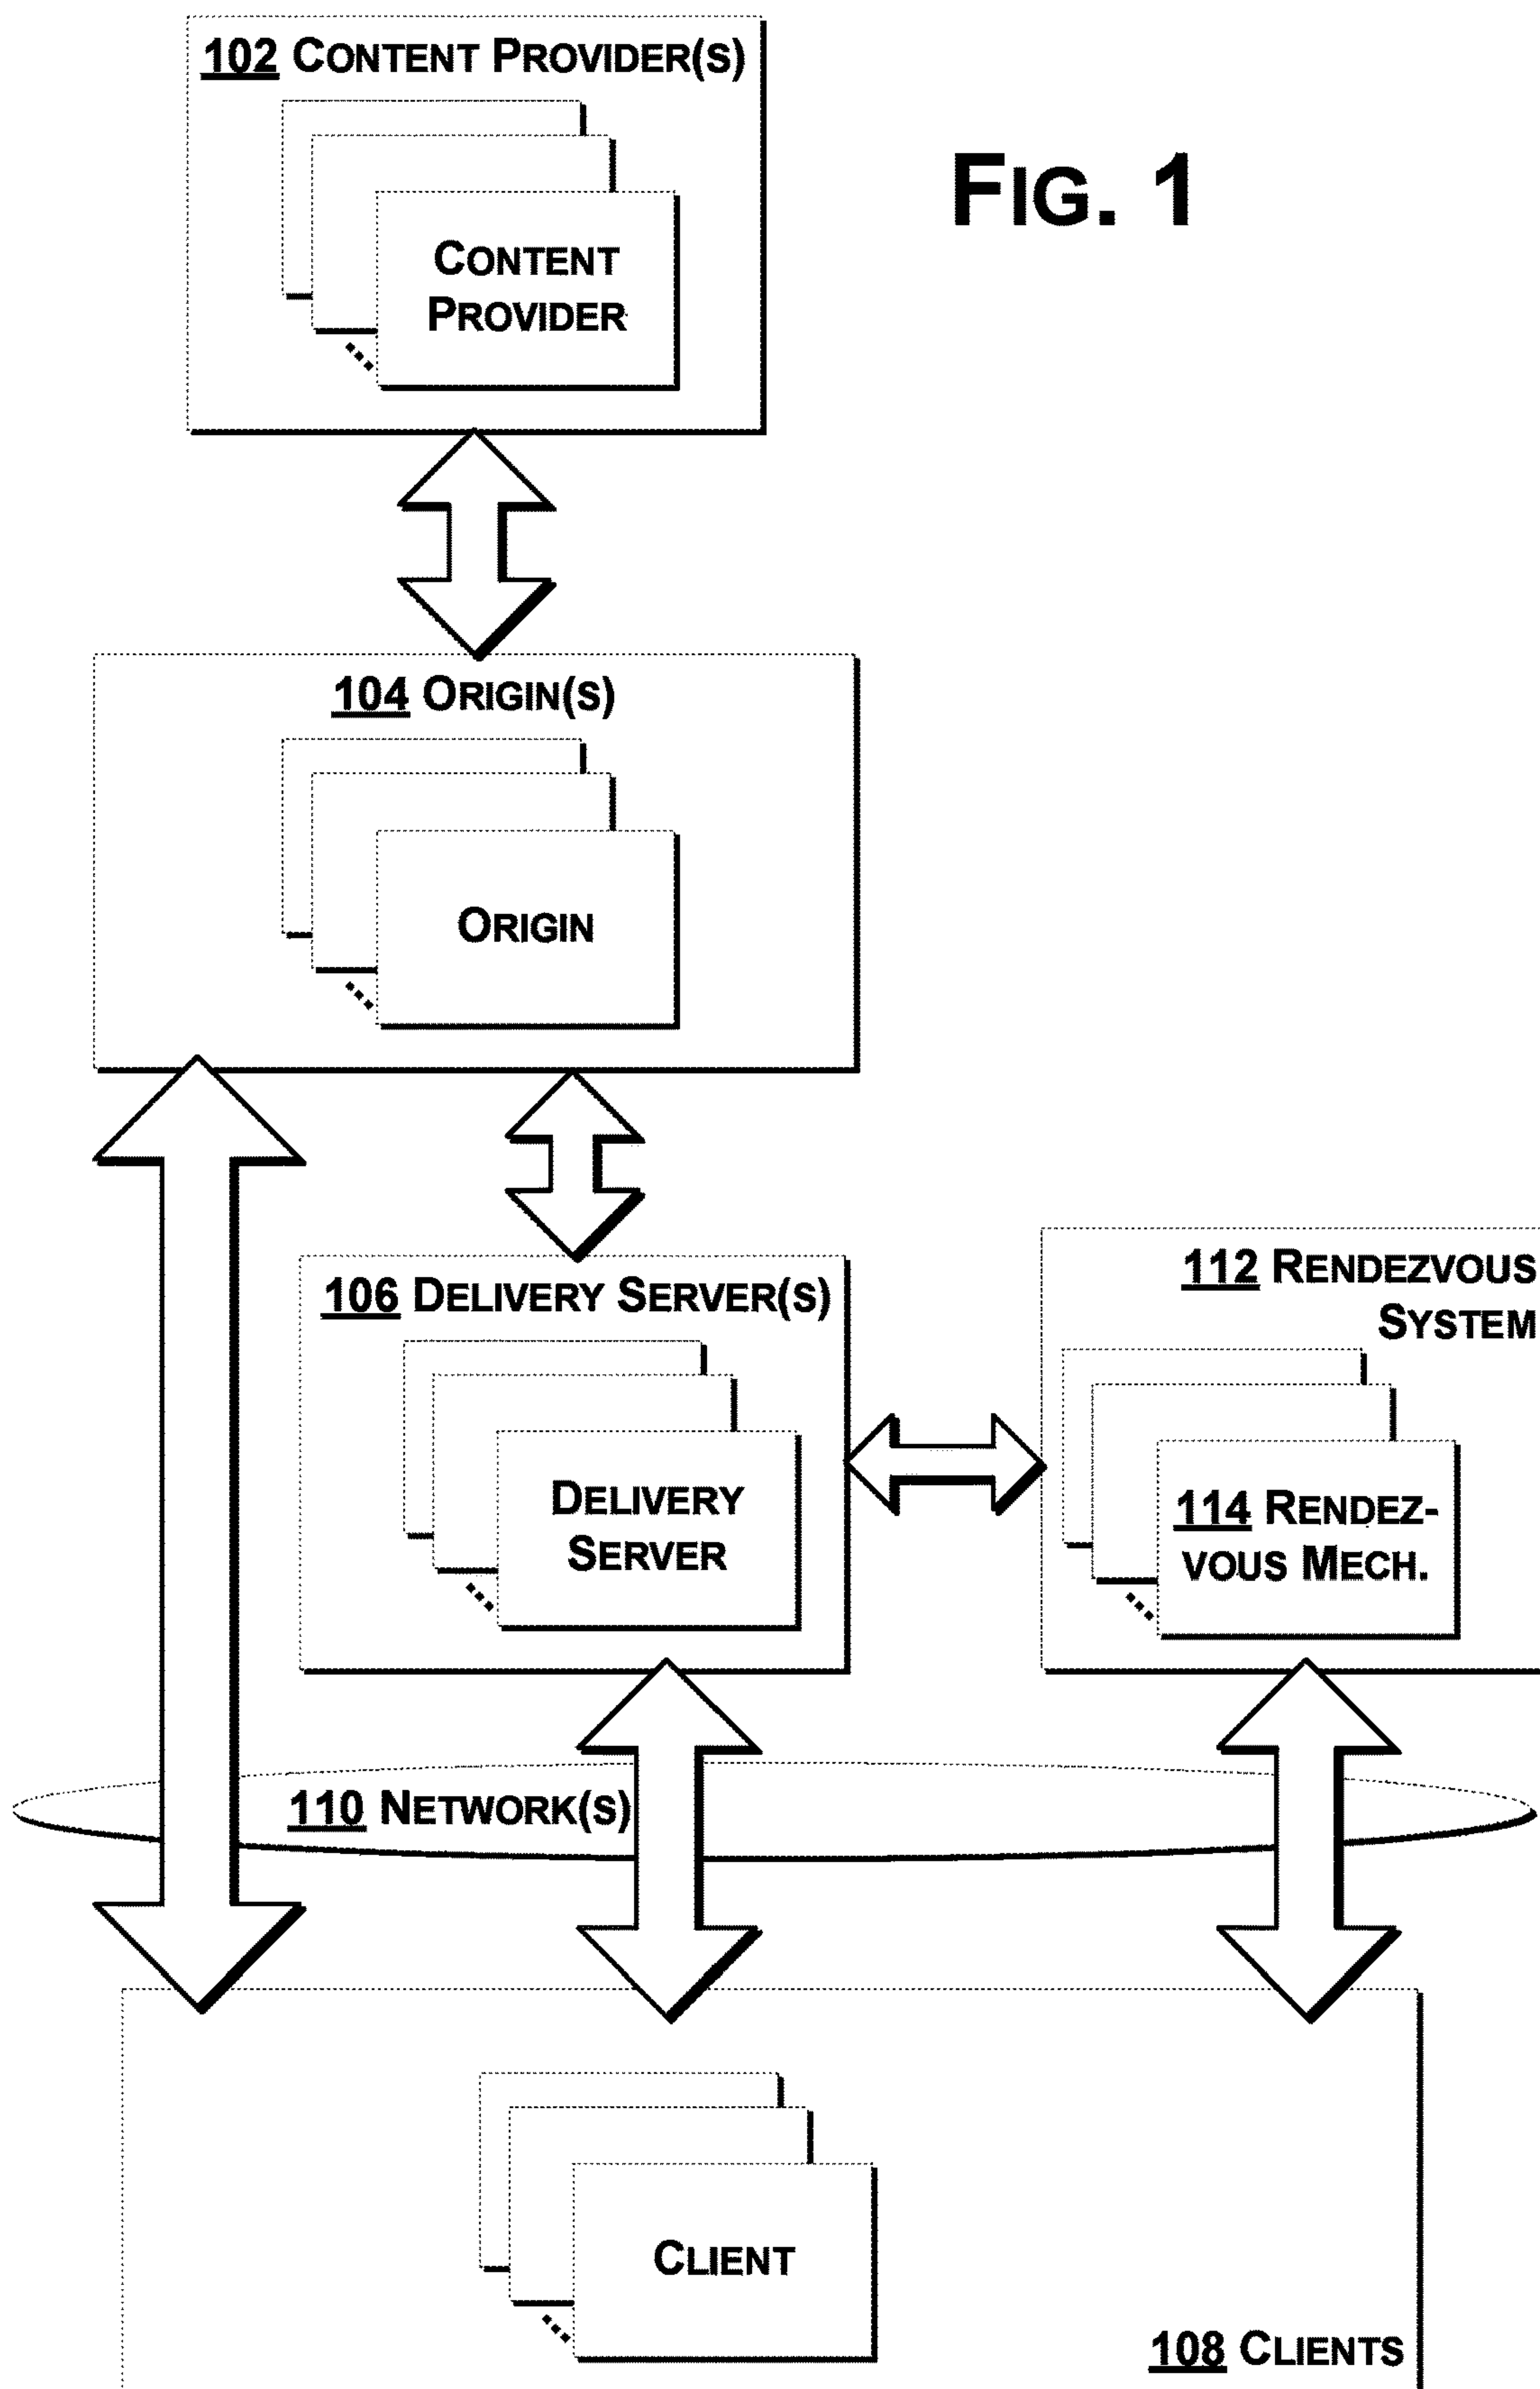 102 CONTENT PROVIDER(S)
CONTENT
PROVIDER
FIG. 1
104 ORIGIN(S)
ORIGIN
106 DELIVERY SERVER(S)
DELIVERY
SERVER
112 RENDEZVOUS
SYSTEM
114 RENDEZ-
VOUS MECH.
110 NETWORK(S)
CLIENT
108 CLIENTS